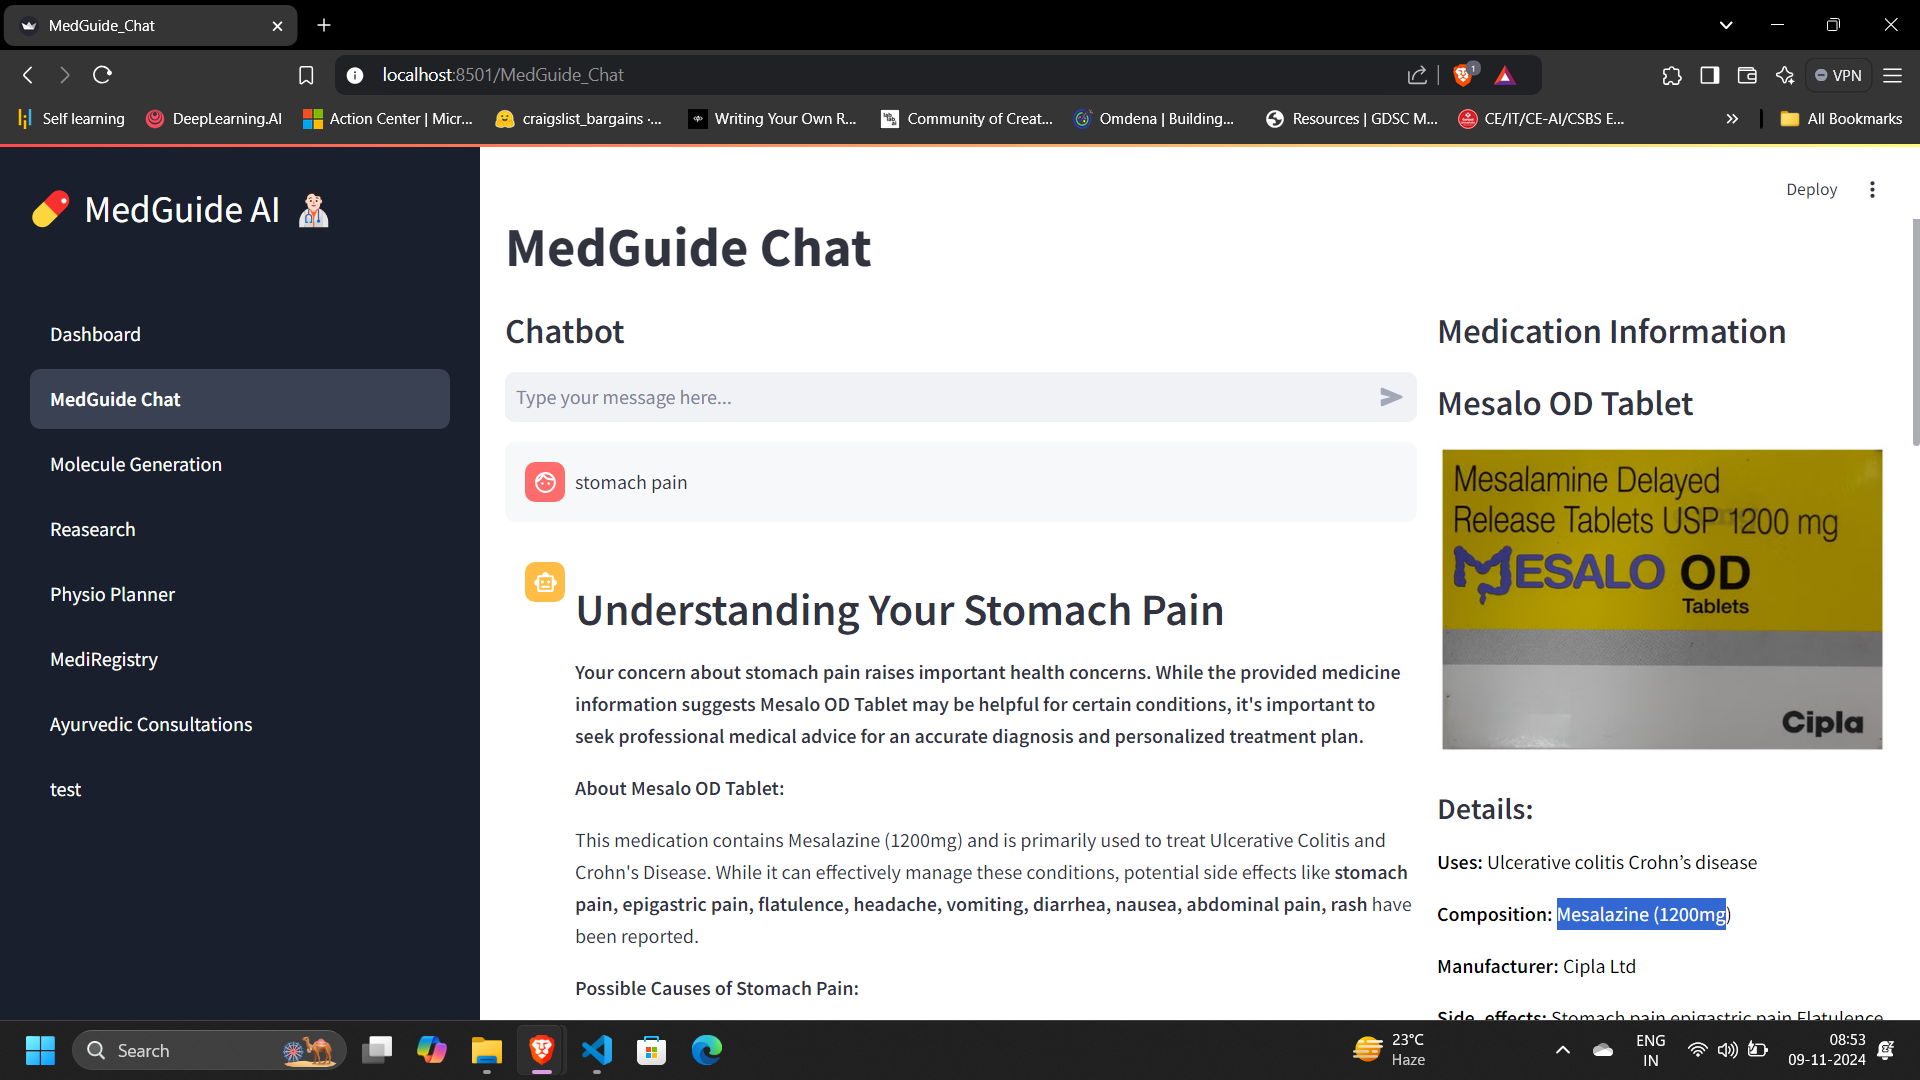 MedGuide_Chat
localhost:8501/MedGuide_Chat
1
VPN
Self learning
DeepLearning.AI
Action Center | Micr...
craigslist_bargains ·...
Writing Your Own R...
Community of Creat...
Omdena | Building...
Resources | GDSC M...
CE/IT/CE-AI/CSBS E...
All Bookmarks
MedGuide AI
Dashboard
MedGuide Chat
Molecule Generation
Reasearch
Physio Planner
MediRegistry
Ayurvedic Consultations
test
Deploy
MedGuide Chat
Chatbot
Type your message here...
stomach pain
Understanding Your Stomach Pain
Your concern about stomach pain raises important health concerns. While the provided medicine
information suggests Mesalo OD Tablet may be helpful for certain conditions, it's important to
seek professional medical advice for an accurate diagnosis and personalized treatment plan.
About Mesalo OD Tablet:
This medication contains Mesalazine (1200mg) and is primarily used to treat Ulcerative Colitis and
Crohn's Disease. While it can effectively manage these conditions, potential side effects like stomach
pain, epigastric pain, flatulence, headache, vomiting, diarrhea, nausea, abdominal pain, rash have
been reported.
Possible Causes of Stomach Pain:
Medication Information
Mesalo OD Tablet
Mesalamine Delayed
Release Tablets USP 1200 mg
MESALO OD
Tablets
Cipla
Details:
Uses: Ulcerative colitis Crohn’s disease
Composition: Mesalazine (1200mg)
Manufacturer: Cipla Ltd
Side_effects: Stomach pain epigastric pain Flatulence
Search
23°C
Haze
ENG
IN
08:53
09-11-2024